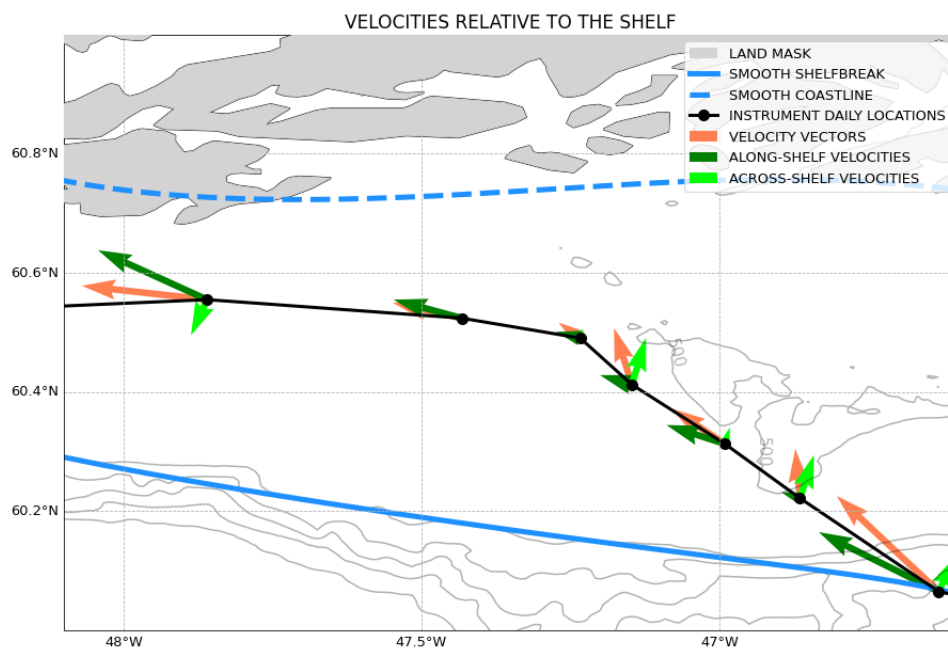 VELOCITIES RELATIVE TO THE SHELF
LAND MASK
SMOOTH SHELFBREAK
SMOOTH COASTLINE
INSTRUMENT DAILY LOCATIONS
VELOCITY VECTORS
ALONG-SHELF VELOCITIES
ACROSS-SHELF VELOCITIES
60.8°N
60.6°N
60.4°N
60.2°N
500
500
48°W
47.5°W
47°W